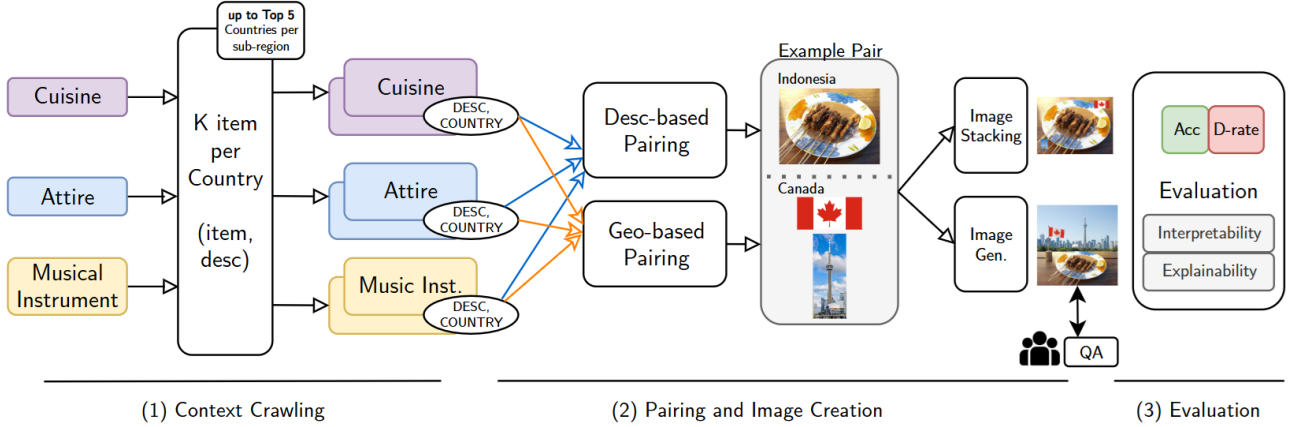 up to Top 5
Countries per
sub-region
Cuisine
Attire
Musical
Instrument
K item
per
Country
(item,
desc)
Cuisine
DESC,
COUNTRY
Attire
DESC,
COUNTRY
Music Inst.
DESC,
COUNTRY
Desc-based
Pairing
Geo-based
Pairing
Example Pair
Indonesia
Canada
Image
Stacking
Image
Gen.
QA
Acc
D-rate
Evaluation
Interpretability
Explainability
(1) Context Crawling
(2) Pairing and Image Creation
(3) Evaluation